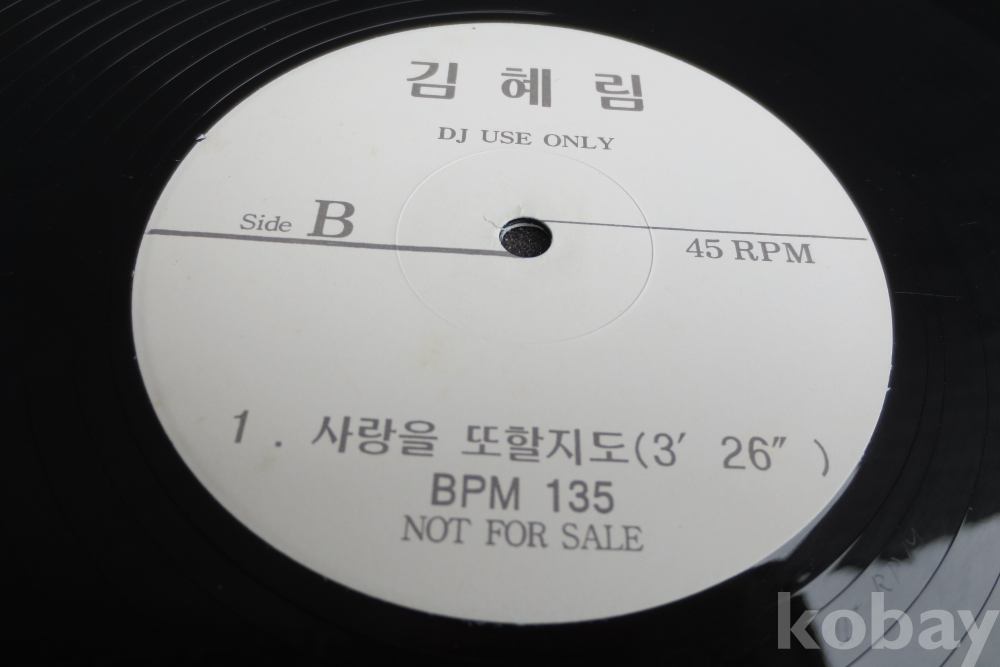 김 혜 림
DJ USE ONLY
Side B
45 RPM
1. 사랑을 또할지도(3′ 26″ )
BPM 135
NOT FOR SALE
kobay